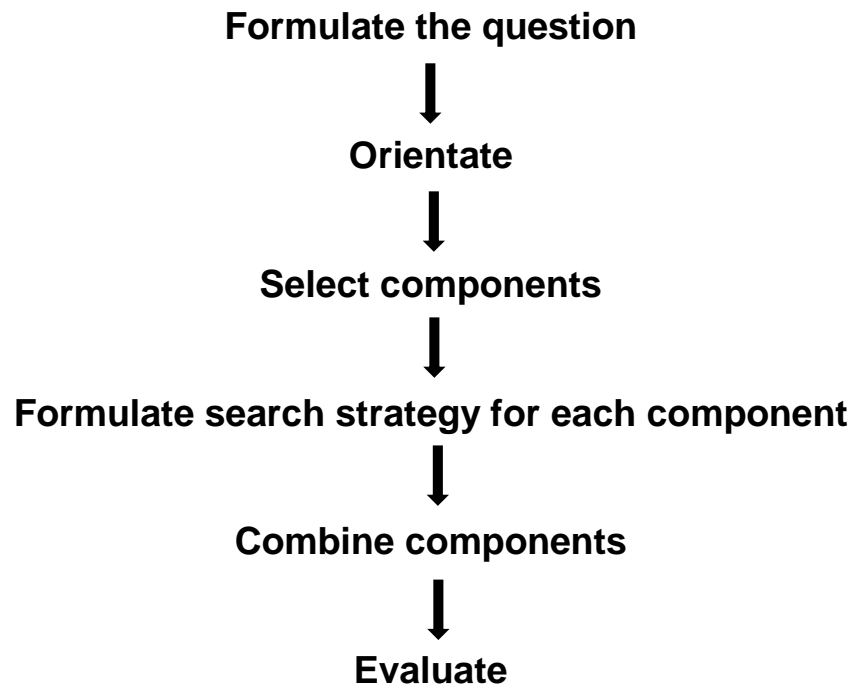 Formulate the question
Orientate
Select components
Formulate search strategy for each component
Combine components
Evaluate